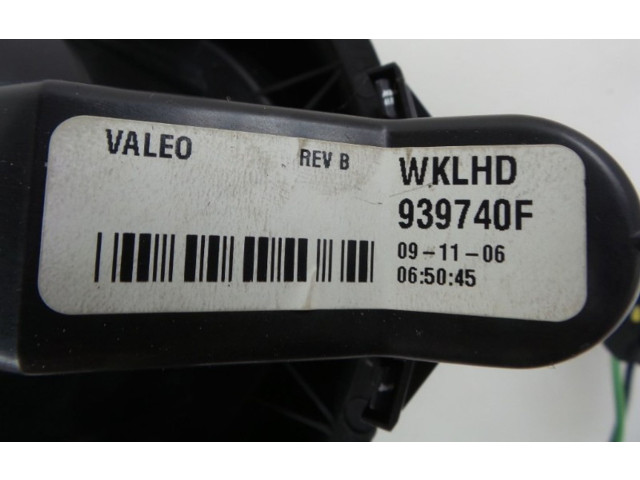 VALEO REV B WKLHD
939740F
09-11-06
06:50:45